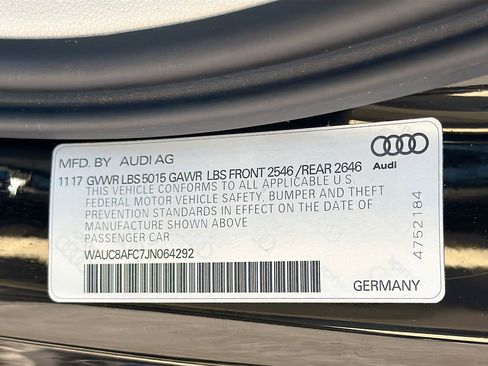 MFD. BY AUDI AG
Audi
11 17 GVWR LBS 5015 GAWR LBS FRONT 2546 /REAR 2646
THIS VEHICLE CONFORMS TO ALL APPLICABLE U.S.
FEDERAL MOTOR VEHICLE SAFETY, BUMPER AND THEFT
PREVENTION STANDARDS IN EFFECT ON THE DATE OF
MANUFACTURE SHOWN ABOVE
PASSENGER CAR
WAUC8AFC7JN064292
GERMANY
4752184